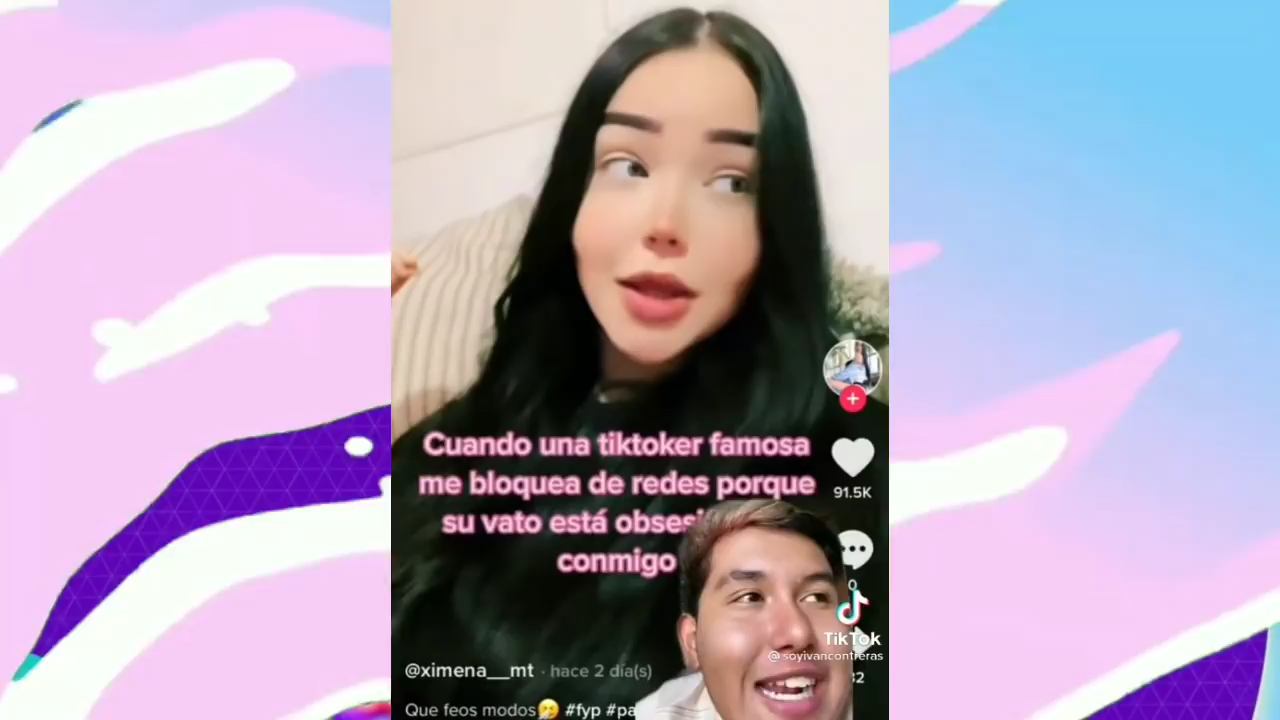 Cuando una tiktoker famosa
me bloquea de redes porque
su vato está
conmigo
91.5K
0
TikTok
@soyivancontreras
@ximena__mt · hace 2 día(s)
Que feos modos🤭 #fyp